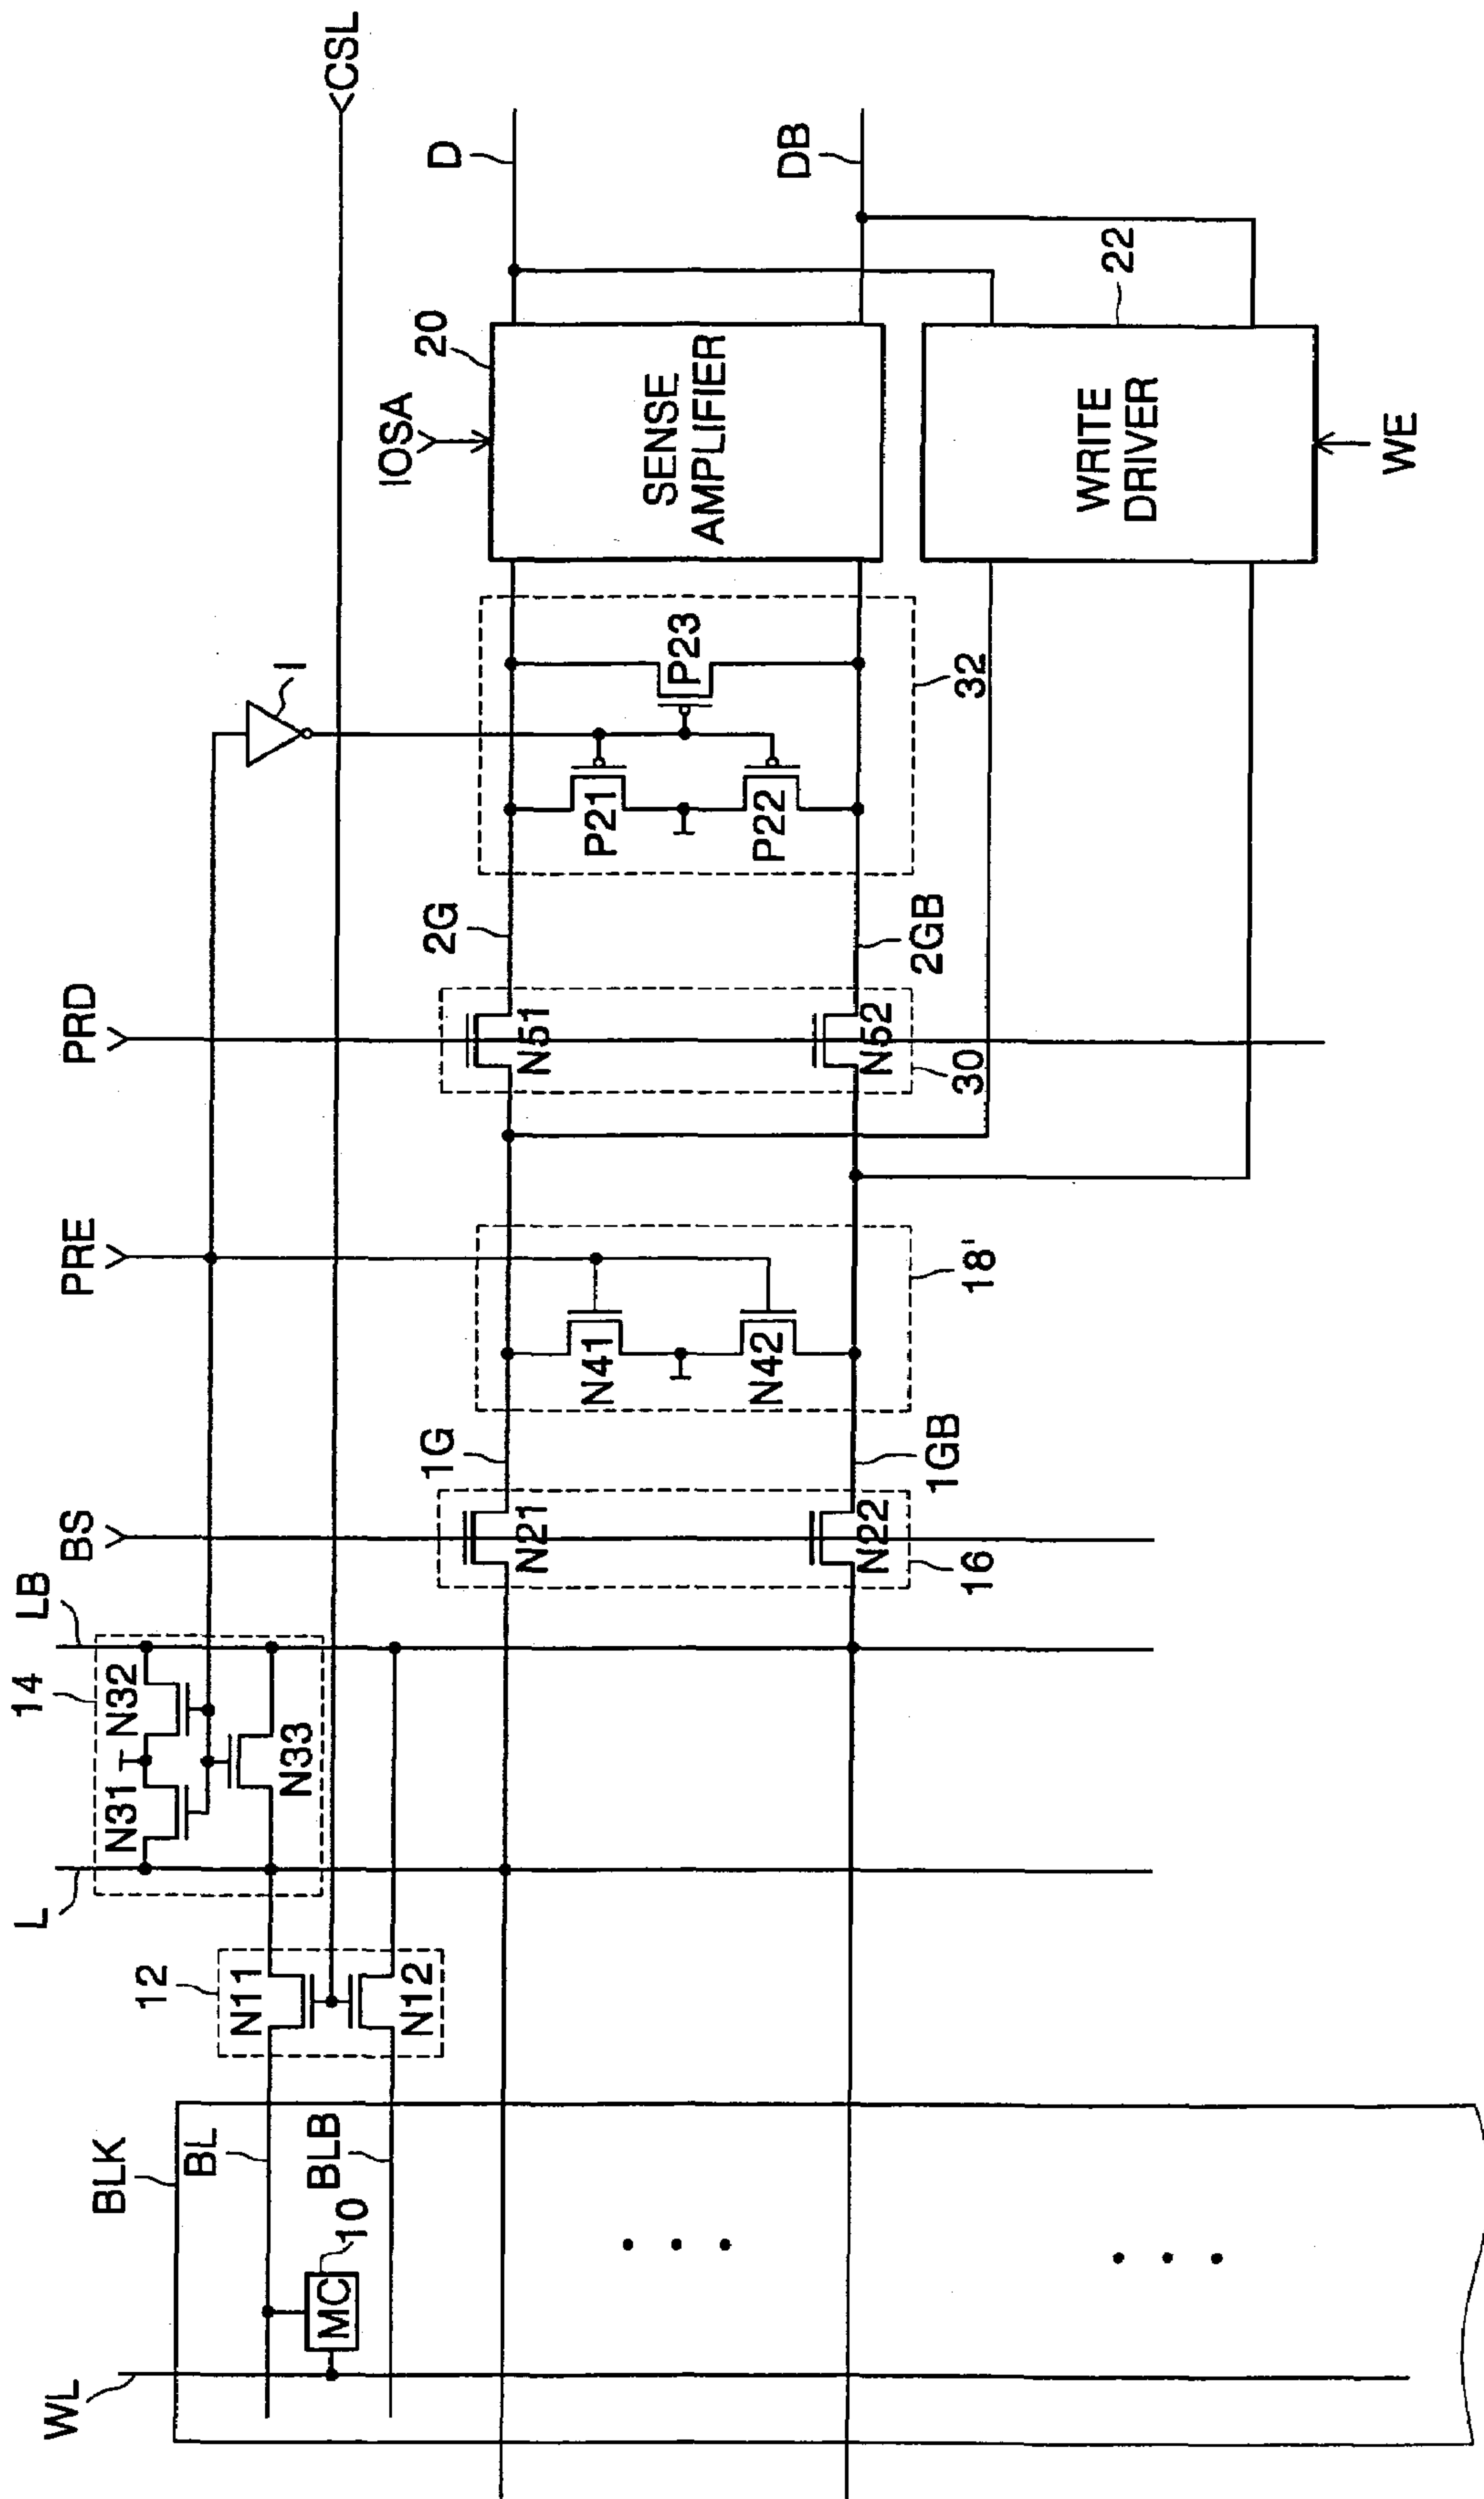 WL
BLK
BL
BLB
MC
10
12
N11
N12
L
14
LB
N31
N32
N33
BS
N21
N22
16
1G
1GB
PRE
N41
N42
18'
PRD
N51
N52
30
2G
2GB
I
P21
P22
P23
32
IOSA
20
SENSE
AMPLIFIER
WRITE
DRIVER
22
WE
D
DB
CSL